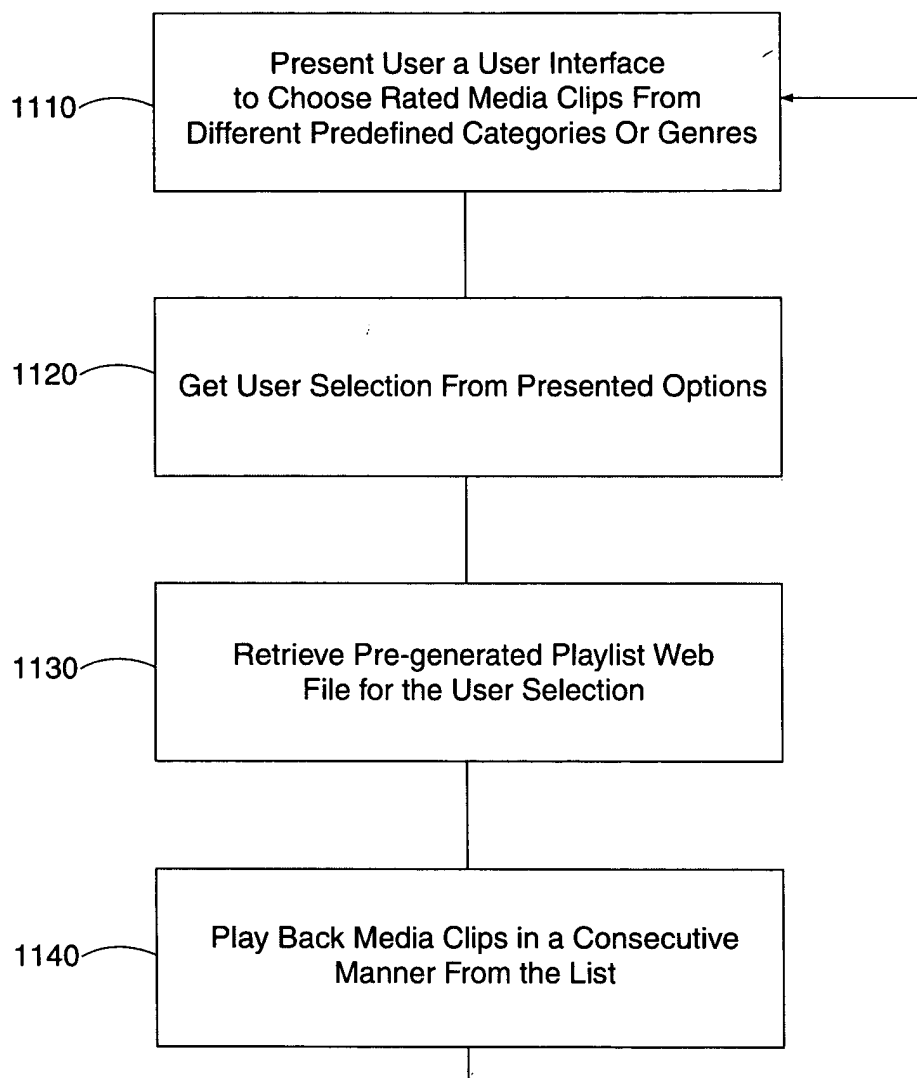 1110
Present User a User Interface
to Choose Rated Media Clips From
Different Predefined Categories Or Genres
1120
Get User Selection From Presented Options
1130
Retrieve Pre-generated Playlist Web
File for the User Selection
1140
Play Back Media Clips in a Consecutive
Manner From the List